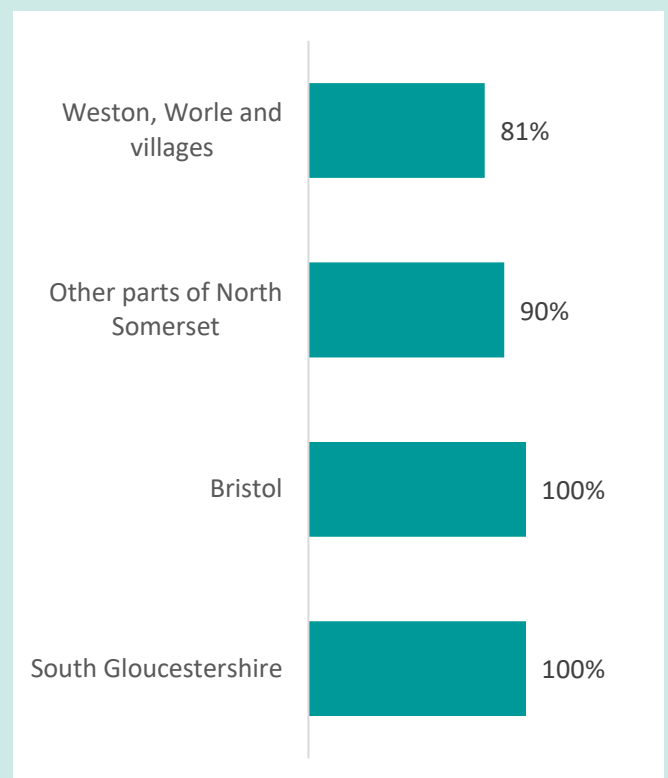 Weston, Worle and
villages
81%
Other parts of North
Somerset
90%
Bristol
100%
South Gloucestershire
100%